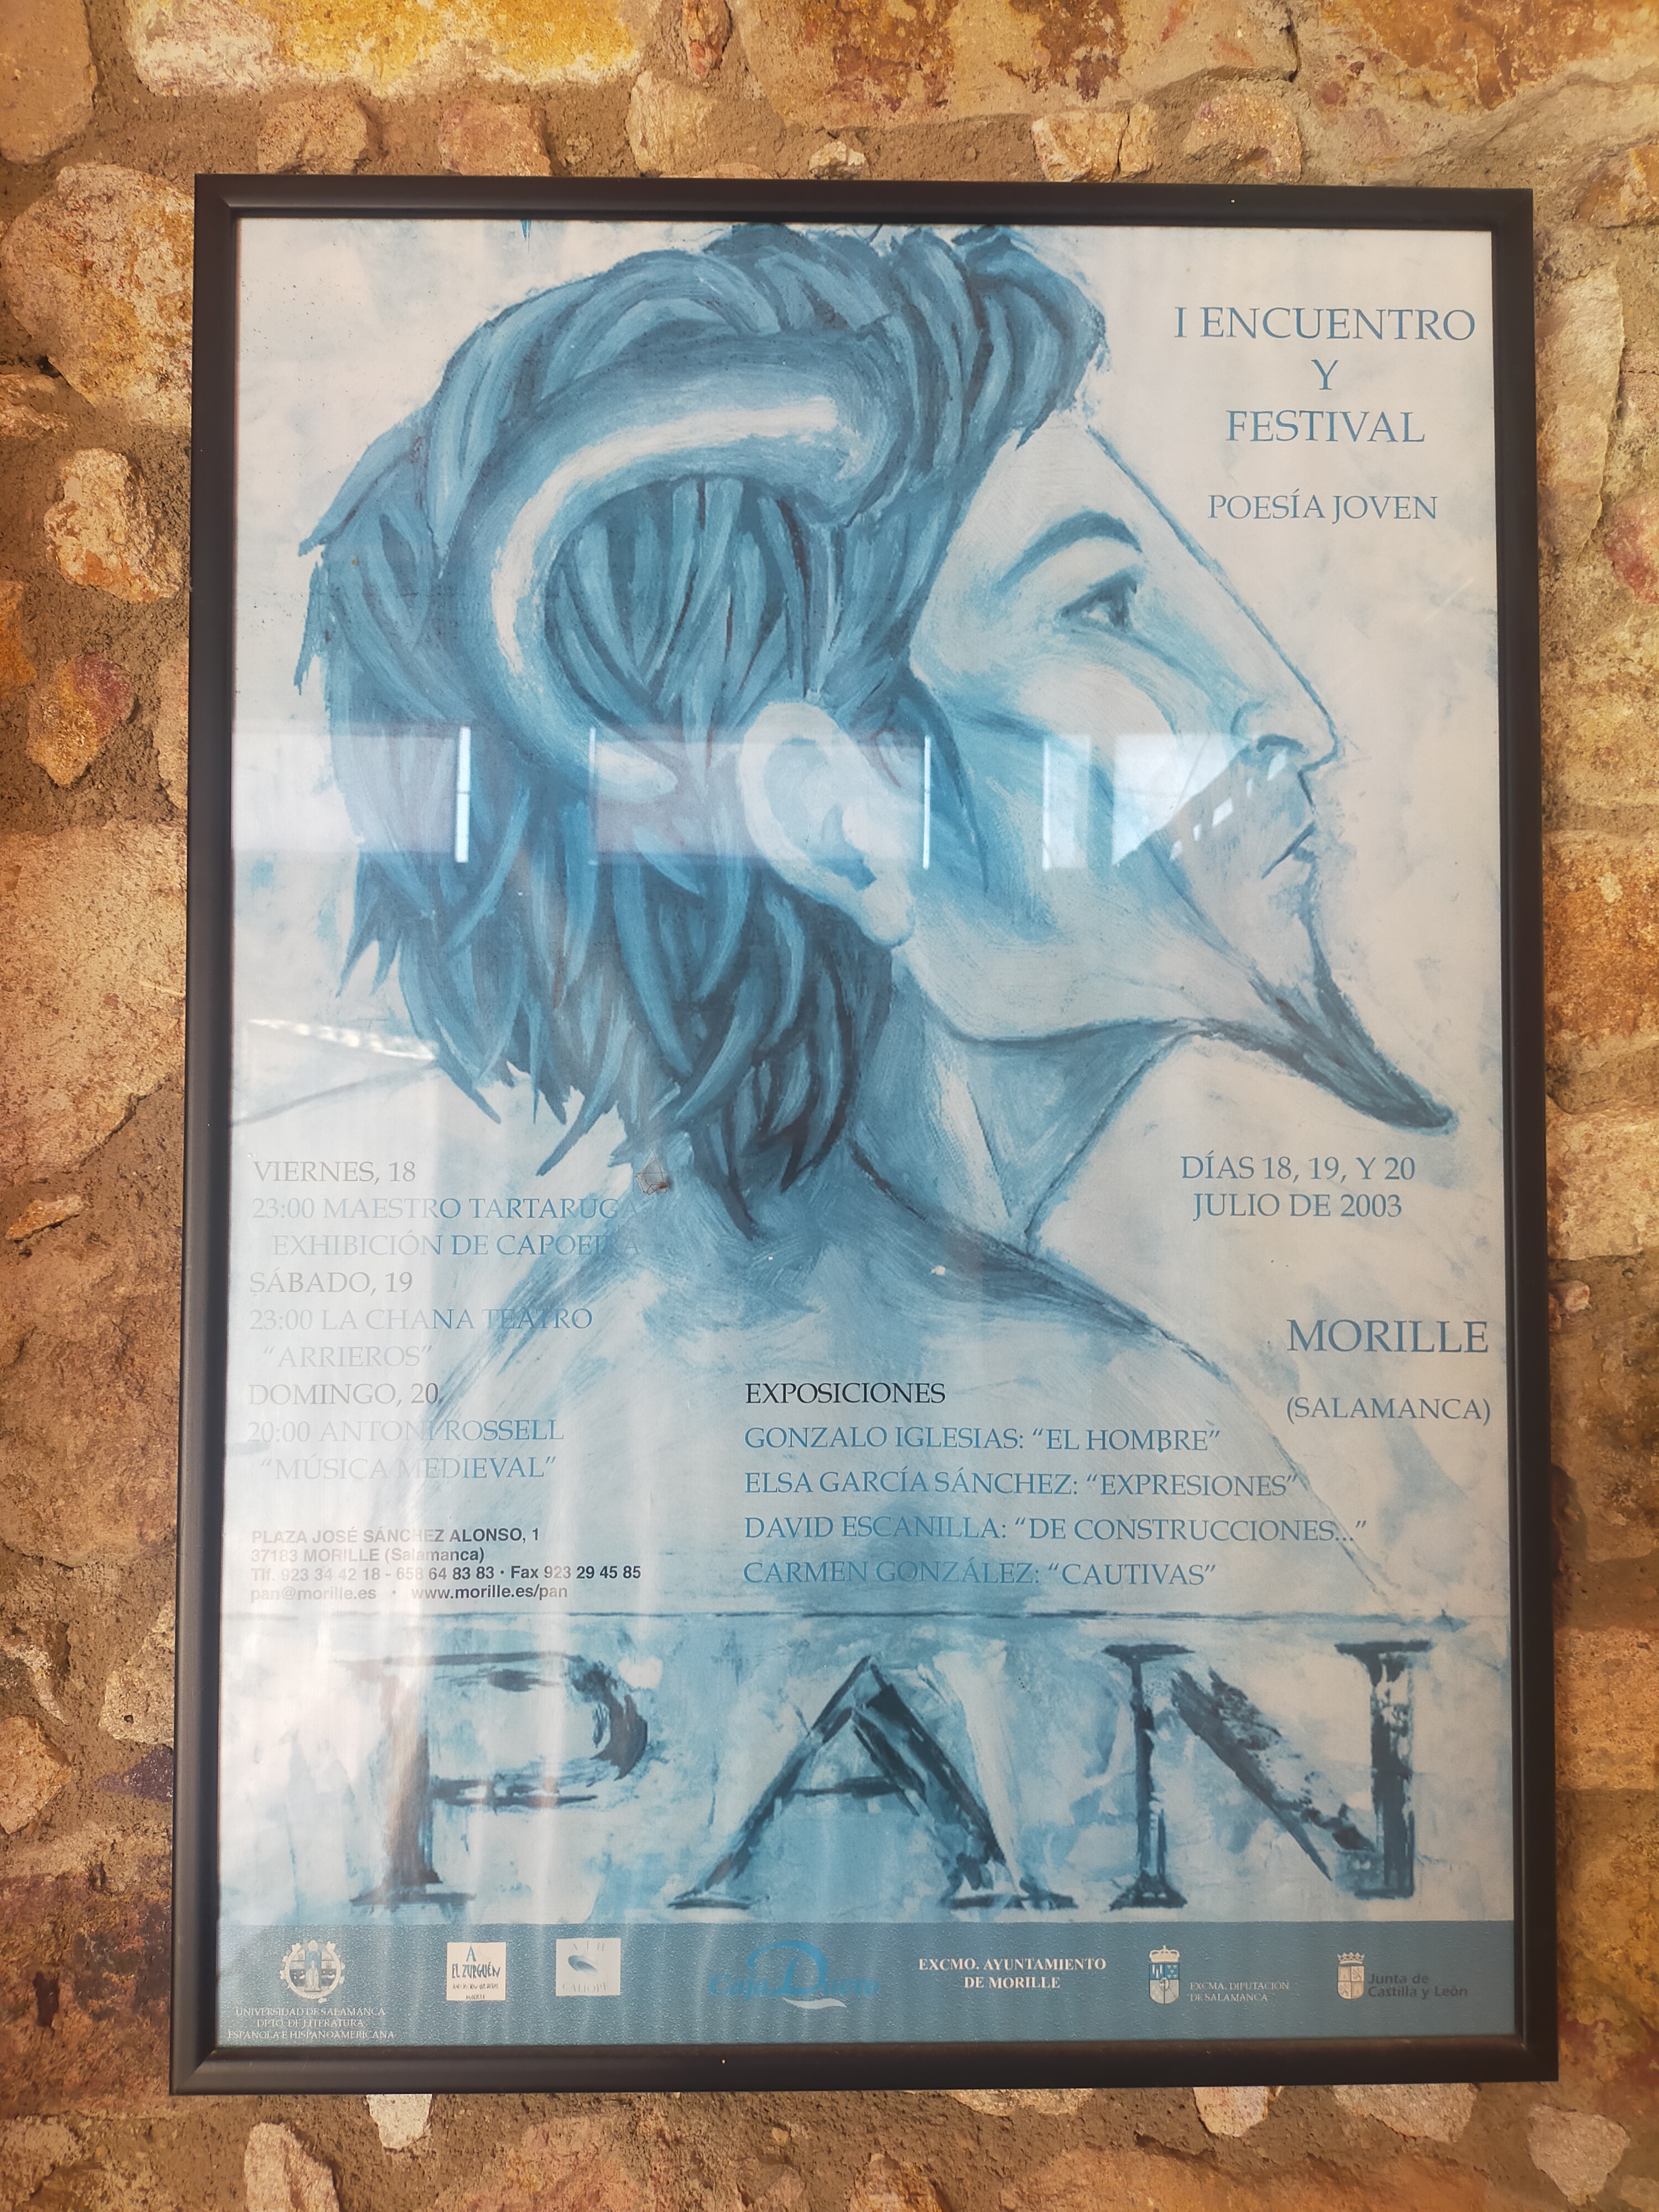 I ENCUENTRO
Y
FESTIVAL
POESÍA JOVEN
DÍAS 18, 19, Y 20
JULIO DE 2003
MORILLE
(SALAMANCA)
VIERNES, 18
23:00 MAESTRO TARTARUGA
EXHIBICIÓN DE CAPOEIRA
SÁBADO, 19
23:00 LA CHANA TEATRO
“ARRIEROS”
DOMINGO, 20
20:00 ANTONI ROSSELL
“MÚSICA MEDIEVAL”
PLAZA JOSÉ SÁNCHEZ ALONSO, 1
37183 MORILLE (Salamanca)
Tlf. 923 34 42 18 - 658 64 83 83 · Fax 923 29 45 85
pan@morille.es · www.morille.es/pan
EXPOSICIONES
GONZALO IGLESIAS: “EL HOMBRE”
ELSA GARCÍA SÁNCHEZ: “EXPRESIONES”
DAVID ESCANILLA: “DE CONSTRUCCIONES...”
CARMEN GONZÁLEZ: “CAUTIVAS”
PAN
UNIVERSIDAD DE SALAMANCA
DPTO. DE LITERATURA
ESPAÑOLA E HISPANOAMERICANA
A
EL ZURGUÉN
MORILLE
CALIOPE
Caja Duero
EXCMO. AYUNTAMIENTO
DE MORILLE
EXCMA. DIPUTACIÓN
DE SALAMANCA
Junta de
Castilla y León